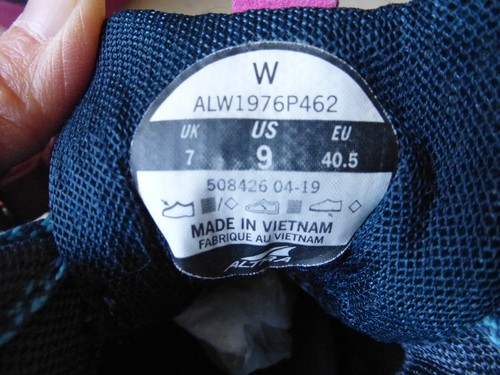 W
ALW1976P462
UK US EU
7 9 40.5
508426 04-19
MADE IN VIETNAM
FABRIQUE AU VIETNAM
ALTRA